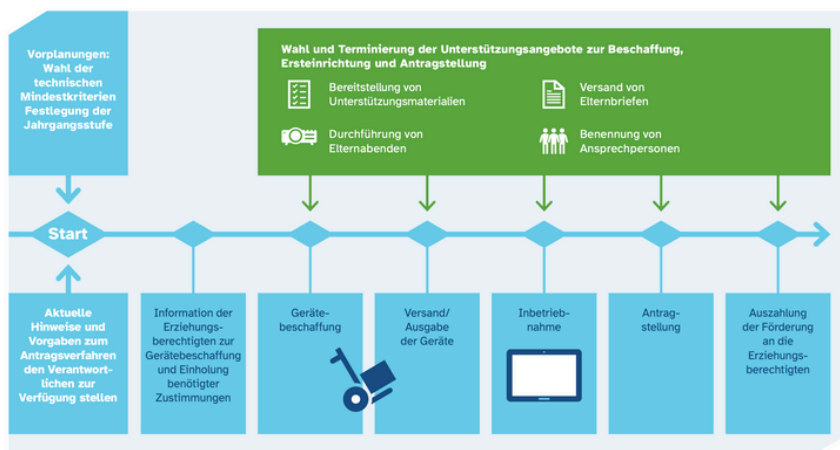 Vorplanungen:
Wahl der
technischen
Mindestkriterien
Festlegung der
Jahrgangsstufe
Wahl und Terminierung der Unterstützungsangebote zur Beschaffung,
Ersteinrichtung und Antragstellung
Bereitstellung von
Unterstützungsmaterialien
Versand von
Elternbriefen
Durchführung von
Elternabenden
Benennung von
Ansprechpersonen
Start
Aktuelle
Hinweise und
Vorgaben zum
Antragsverfahren
den Verantwort-
lichen zur
Verfügung stellen
Information der
Erziehungs-
berechtigten zur
Gerätebeschaffung
und Einholung
benötigter
Zustimmungen
Geräte-
beschaffung
Versand/
Ausgabe
der Geräte
Inbetrieb-
nahme
Antrag-
stellung
Auszahlung
der Förderung
an die
Erziehungs-
berechtigten